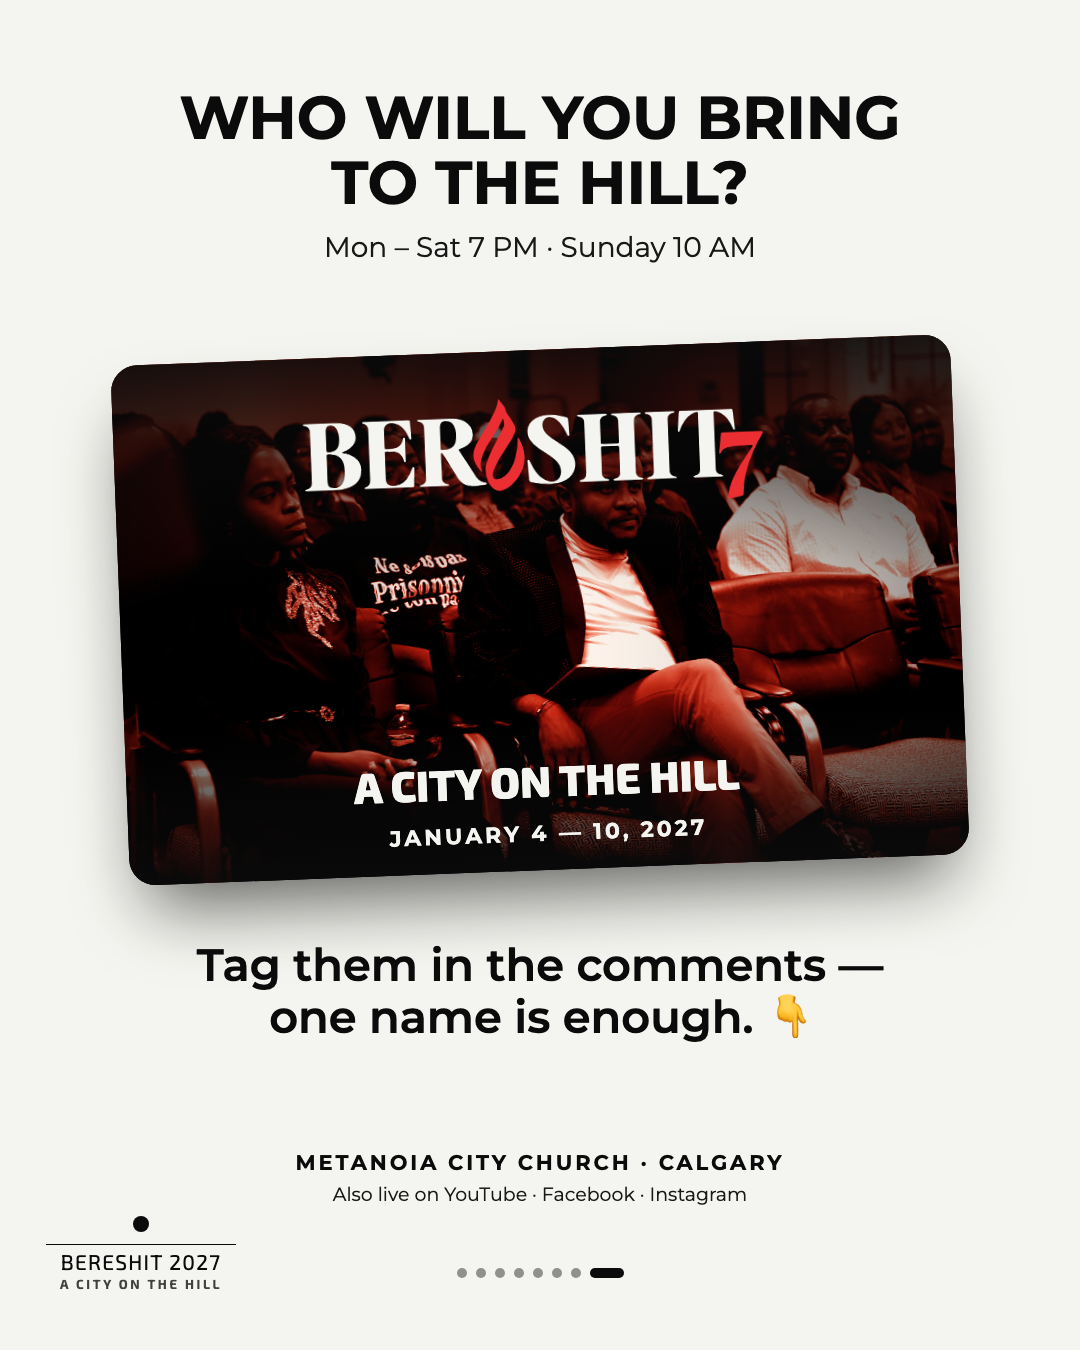 WHO WILL YOU BRING
TO THE HILL?
Mon – Sat 7 PM · Sunday 10 AM
BERESHIT7
Prisonnie
A CITY ON THE HILL
JANUARY 4 — 10, 2027
Tag them in the comments —
one name is enough. 👇
METANOIA CITY CHURCH · CALGARY
Also live on YouTube · Facebook · Instagram
BERESHIT 2027
A CITY ON THE HILL